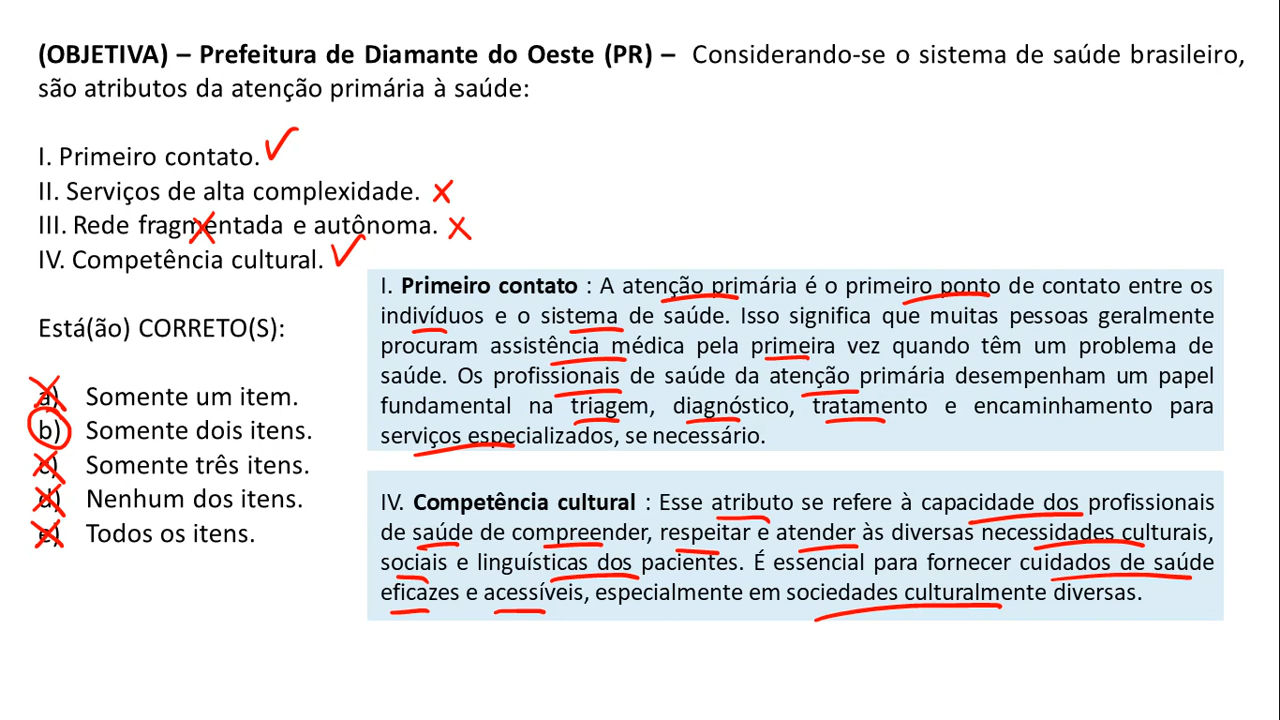 (OBJETIVA) – Prefeitura de Diamante do Oeste (PR) – Considerando-se o sistema de saúde brasileiro,
são atributos da atenção primária à saúde:
I. Primeiro contato.
II. Serviços de alta complexidade.
III. Rede fragmentada e autônoma.
IV. Competência cultural.
Está(ão) CORRETO(S):
a) Somente um item.
b) Somente dois itens.
c) Somente três itens.
d) Nenhum dos itens.
e) Todos os itens.
I. Primeiro contato : A atenção primária é o primeiro ponto de contato entre os
indivíduos e o sistema de saúde. Isso significa que muitas pessoas geralmente
procuram assistência médica pela primeira vez quando têm um problema de
saúde. Os profissionais de saúde da atenção primária desempenham um papel
fundamental na triagem, diagnóstico, tratamento e encaminhamento para
serviços especializados, se necessário.
IV. Competência cultural : Esse atributo se refere à capacidade dos profissionais
de saúde de compreender, respeitar e atender às diversas necessidades culturais,
sociais e linguísticas dos pacientes. É essencial para fornecer cuidados de saúde
eficazes e acessíveis, especialmente em sociedades culturalmente diversas.